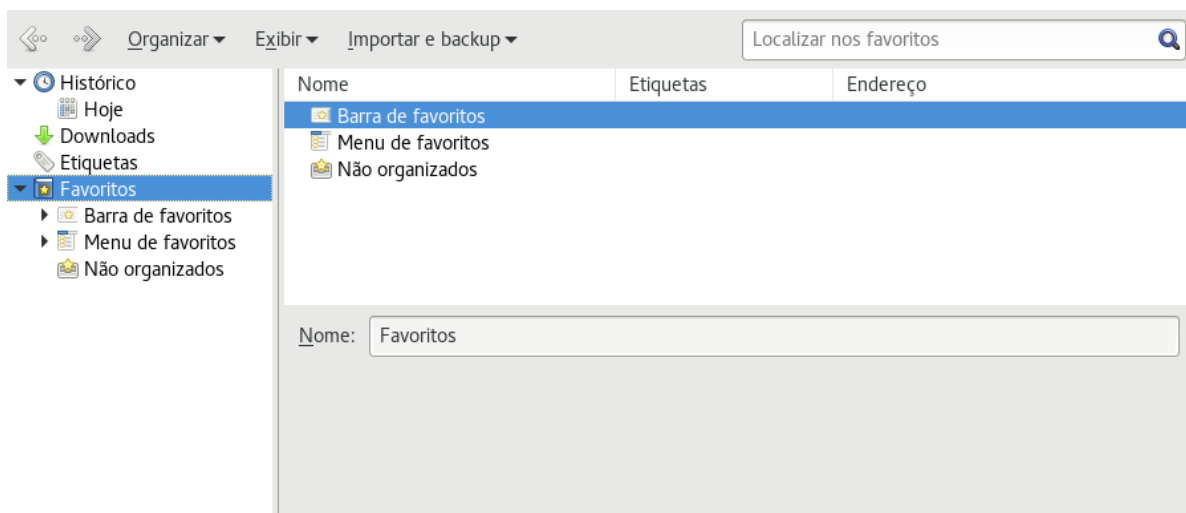 Organizar Exibir Importar e backup Localizar nos favoritos
Histórico
Hoje
Downloads
Etiquetas
Favoritos
Barra de favoritos
Menu de favoritos
Não organizados
Nome Etiquetas Endereço
Barra de favoritos
Menu de favoritos
Não organizados
Nome: Favoritos